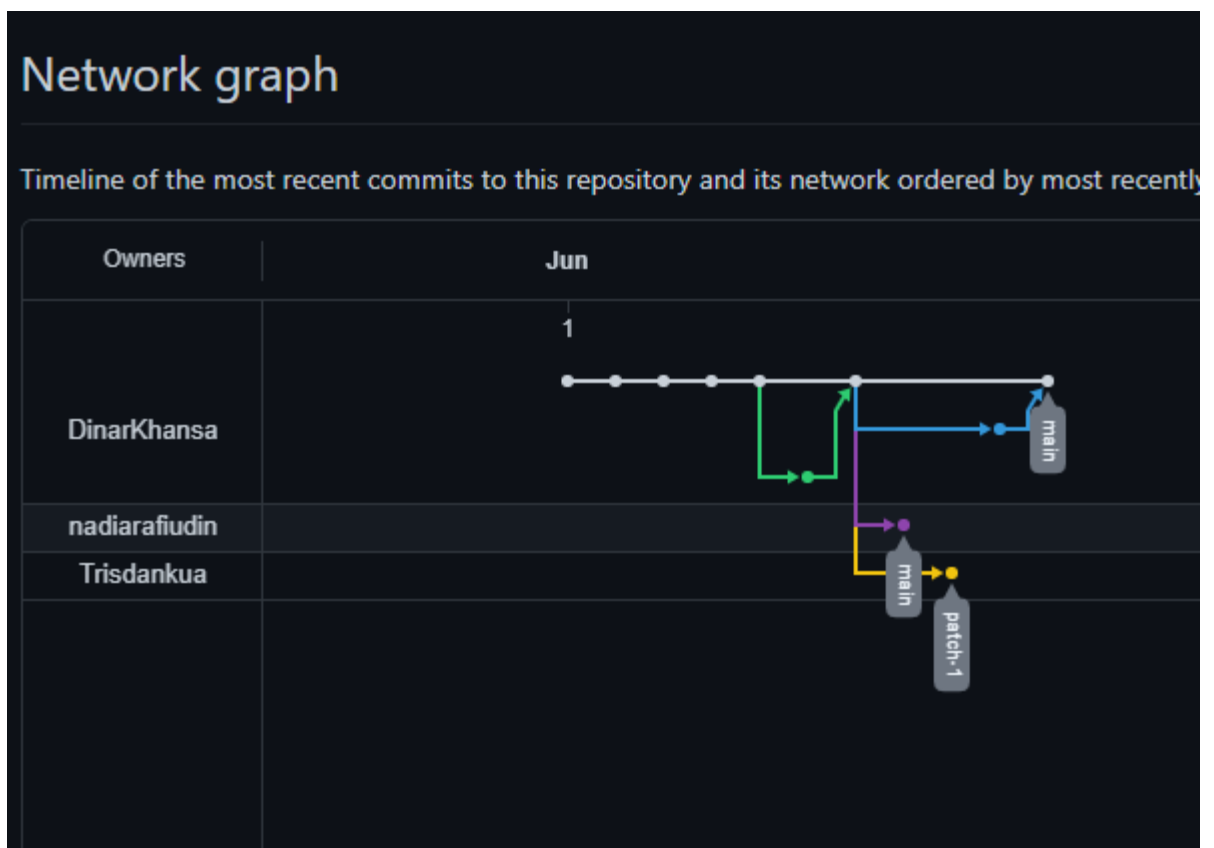 Network graph
Timeline of the most recent commits to this repository and its network ordered by most recently
Owners
Jun
1
DinarKhansa
main
nadiarafiudin
main
Trisdankua
patch-1